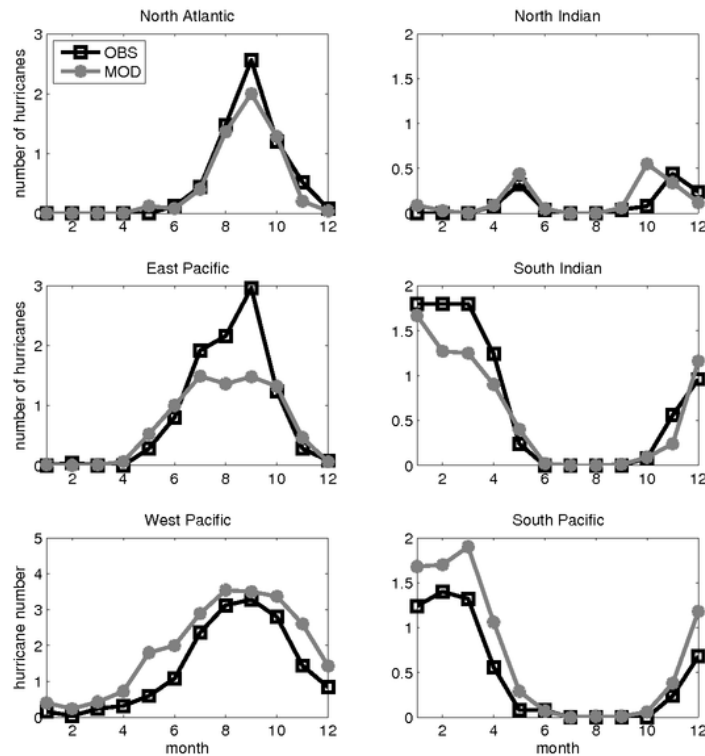 North Atlantic
3
OBS
MOD
2
1
0
2 4 6 8 10 12
number of hurricanes
North Indian
2
1.5
1
0.5
0
2 4 6 8 10 12
East Pacific
3
2
1
0
2 4 6 8 10 12
number of hurricanes
South Indian
2
1.5
1
0.5
0
2 4 6 8 10 12
West Pacific
5
4
3
2
1
0
2 4 6 8 10 12
hurricane number
month
South Pacific
2
1.5
1
0.5
0
2 4 6 8 10 12
month